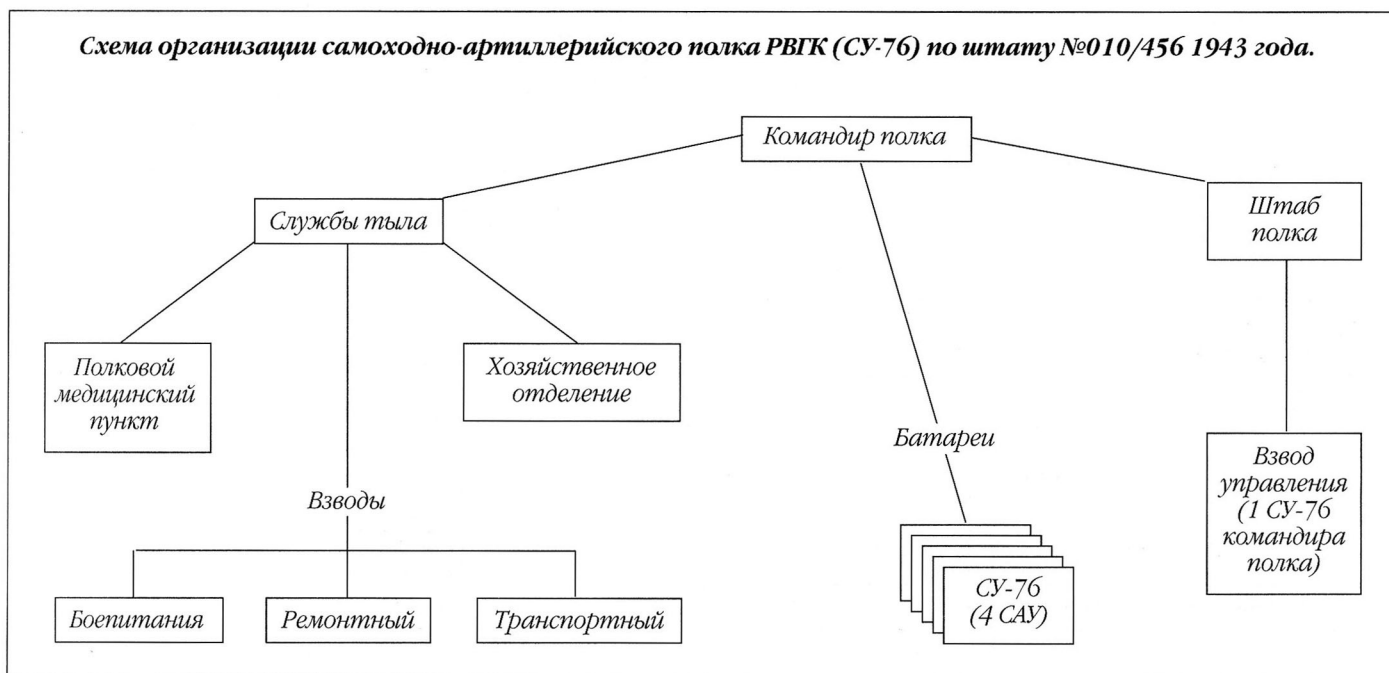 Схема организации самоходно-артиллерийского полка РВГК (СУ-76) по штату №010/456 1943 года.
Командир полка
Службы тыла
Штаб
полка
Полковой
медицинский
пункт
Хозяйственное
отделение
Батареи
Взвод
управления
(1 СУ-76
командира
полка)
Взводы
СУ-76
(4 САУ)
Боепитания
Ремонтный
Транспортный